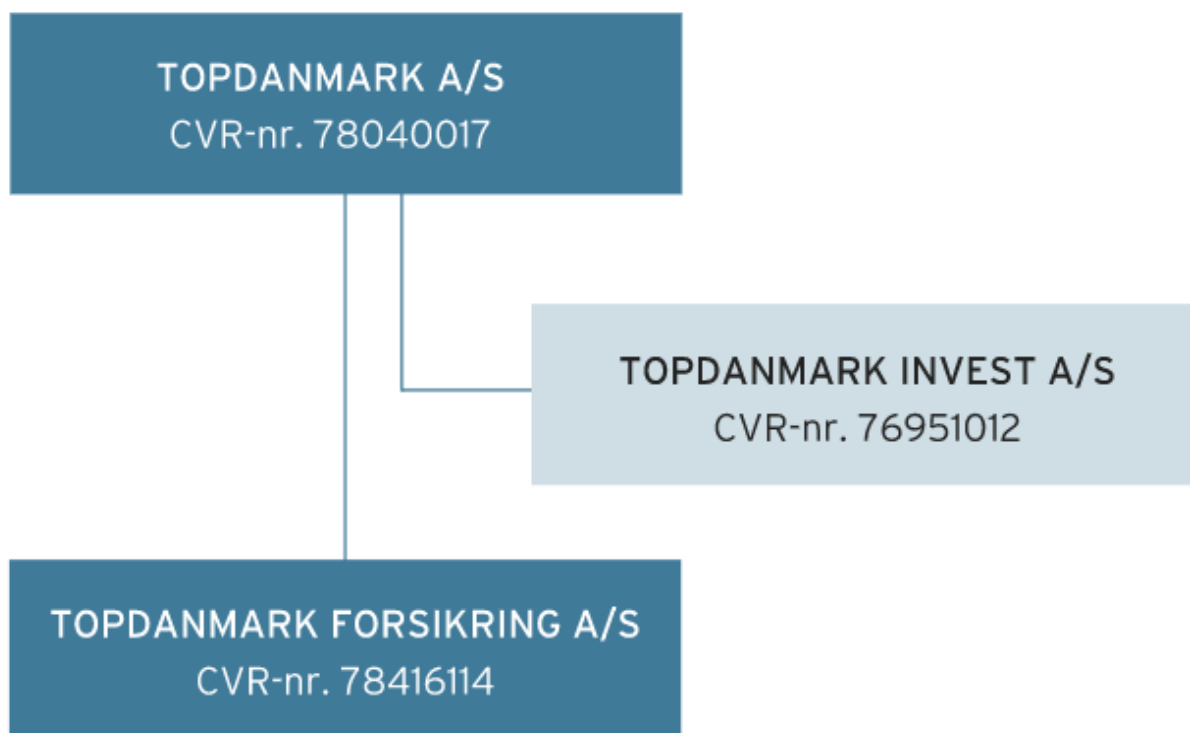 TOPDANMARK A/S
CVR-nr. 78040017
TOPDANMARK INVEST A/S
CVR-nr. 76951012
TOPDANMARK FORSIKRING A/S
CVR-nr. 78416114